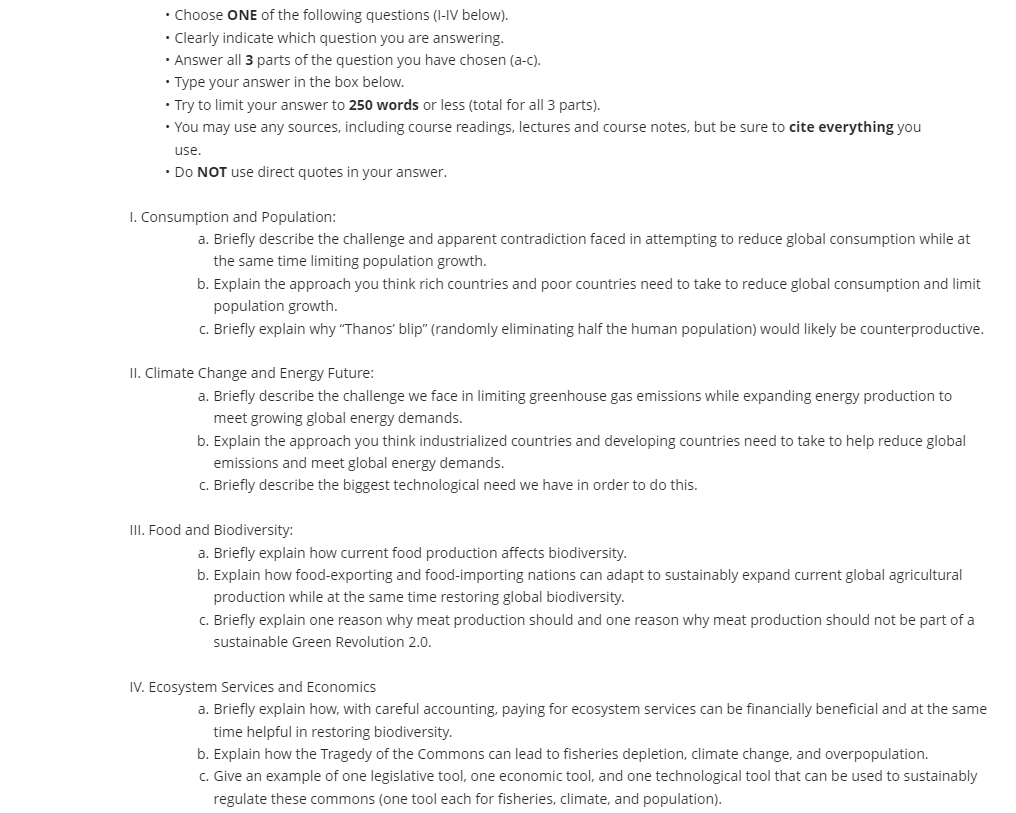 • Choose ONE of the following questions (I-IV below).
• Clearly indicate which question you are answering.
• Answer all 3 parts of the question you have chosen (a-c).
• Type your answer in the box below.
• Try to limit your answer to 250 words or less (total for all 3 parts).
• You may use any sources, including course readings, lectures and course notes, but be sure to cite everything you
use.
• Do NOT use direct quotes in your answer.
I. Consumption and Population:
a. Briefly describe the challenge and apparent contradiction faced in attempting to reduce global consumption while at
the same time limiting population growth.
b. Explain the approach you think rich countries and poor countries need to take to reduce global consumption and limit
population growth.
c. Briefly explain why “Thanos’ blip” (randomly eliminating half the human population) would likely be counterproductive.
II. Climate Change and Energy Future:
a. Briefly describe the challenge we face in limiting greenhouse gas emissions while expanding energy production to
meet growing global energy demands.
b. Explain the approach you think industrialized countries and developing countries need to take to help reduce global
emissions and meet global energy demands.
c. Briefly describe the biggest technological need we have in order to do this.
III. Food and Biodiversity:
a. Briefly explain how current food production affects biodiversity.
b. Explain how food-exporting and food-importing nations can adapt to sustainably expand current global agricultural
production while at the same time restoring global biodiversity.
c. Briefly explain one reason why meat production should and one reason why meat production should not be part of a
sustainable Green Revolution 2.0.
IV. Ecosystem Services and Economics
a. Briefly explain how, with careful accounting, paying for ecosystem services can be financially beneficial and at the same
time helpful in restoring biodiversity.
b. Explain how the Tragedy of the Commons can lead to fisheries depletion, climate change, and overpopulation.
c. Give an example of one legislative tool, one economic tool, and one technological tool that can be used to sustainably
regulate these commons (one tool each for fisheries, climate, and population).